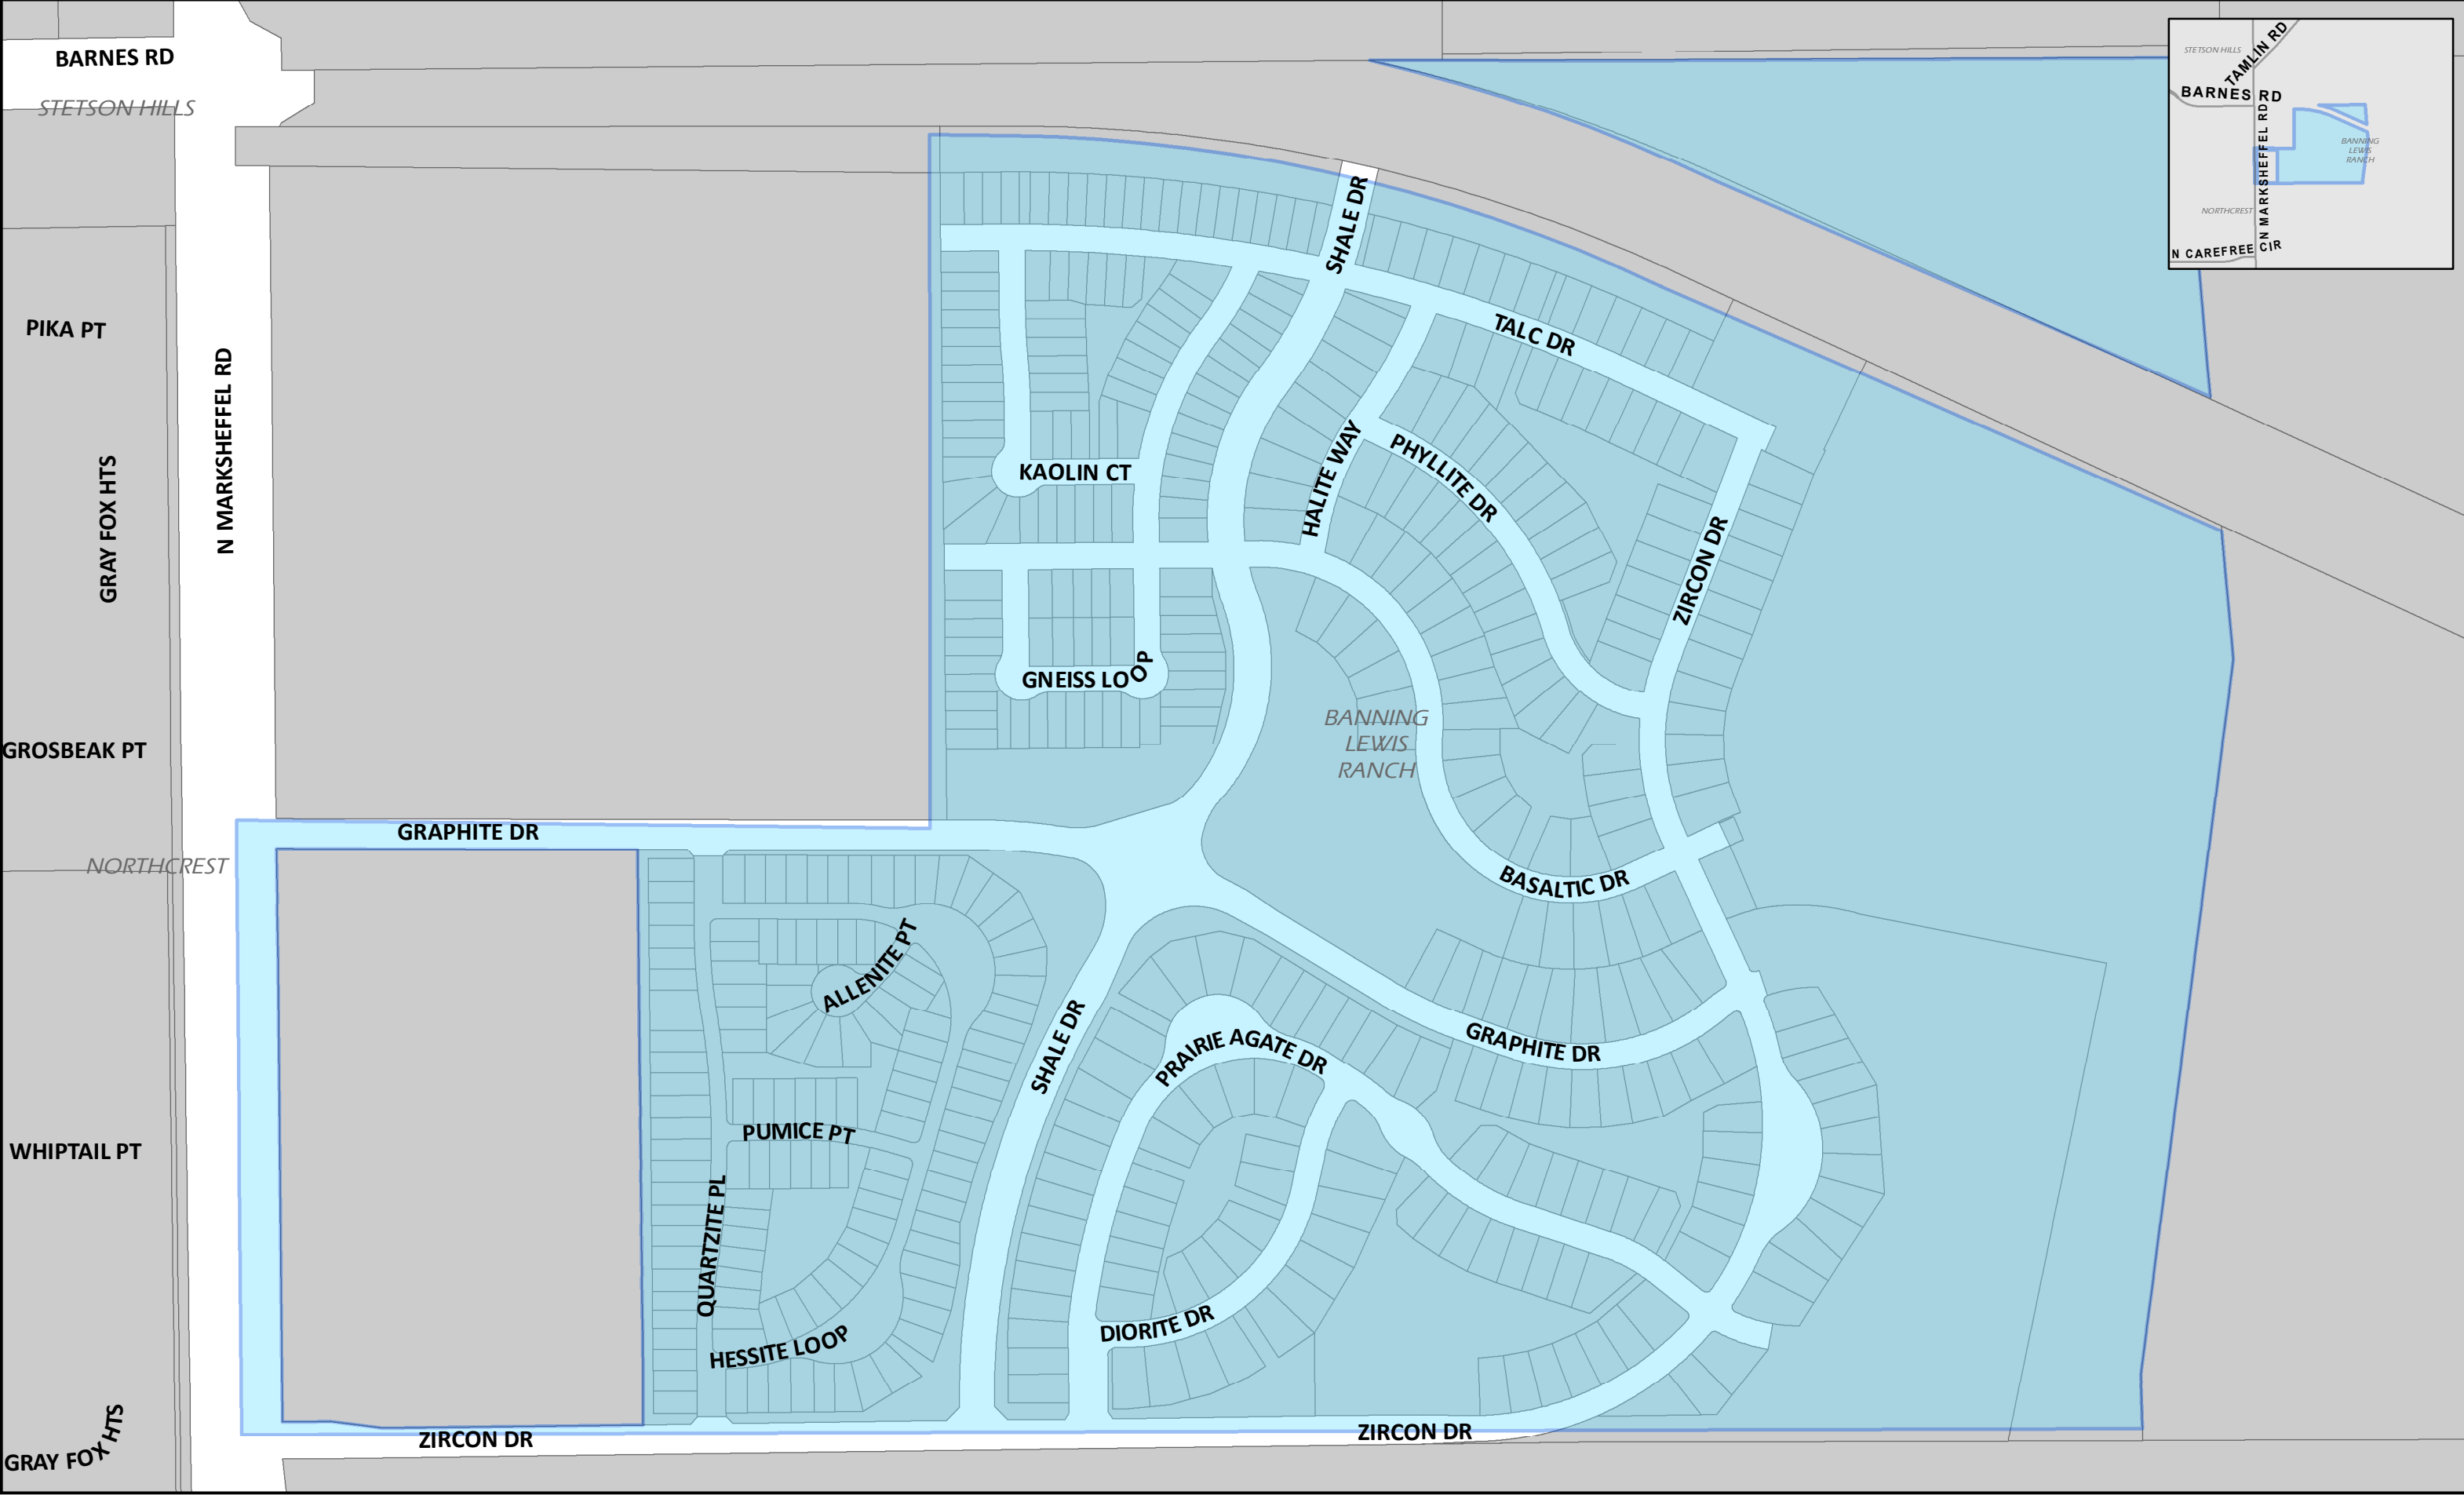 BARNES RD
STETSON HILLS
PIKA PT
GRAY FOX HTS
N MARKSHEFFEL RD
GROSBEAK PT
NORTHCREST
WHIPTAIL PT
GRAY FOX HTS
GRAPHITE DR
ZIRCON DR
SHALE DR
TALC DR
KAOLIN CT
HALITE WAY
PHYLLITE DR
ZIRCON DR
GNEISS LOOP
BANNING
LEWIS
RANCH
BASALTIC DR
ALLENITE PT
SHALE DR
PRAIRIE AGATE DR
GRAPHITE DR
PUMICE PT
QUARTZITE PL
HESSITE LOOP
DIORITE DR
ZIRCON DR
STETSON HILLS
TAMLIN RD
BARNES RD
N MARKSHEFFEL RD
BANNING
LEWIS
RANCH
NORTHCREST
N CAREFREE CIR